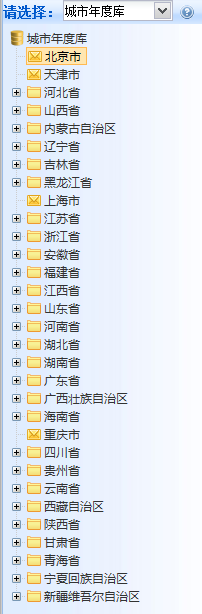 请选择： 城市年度库
城市年度库
北京市
天津市
河北省
山西省
内蒙古自治区
辽宁省
吉林省
黑龙江省
上海市
江苏省
浙江省
安徽省
福建省
江西省
山东省
河南省
湖北省
湖南省
广东省
广西壮族自治区
海南省
重庆市
四川省
贵州省
云南省
西藏自治区
陕西省
甘肃省
青海省
宁夏回族自治区
新疆维吾尔自治区